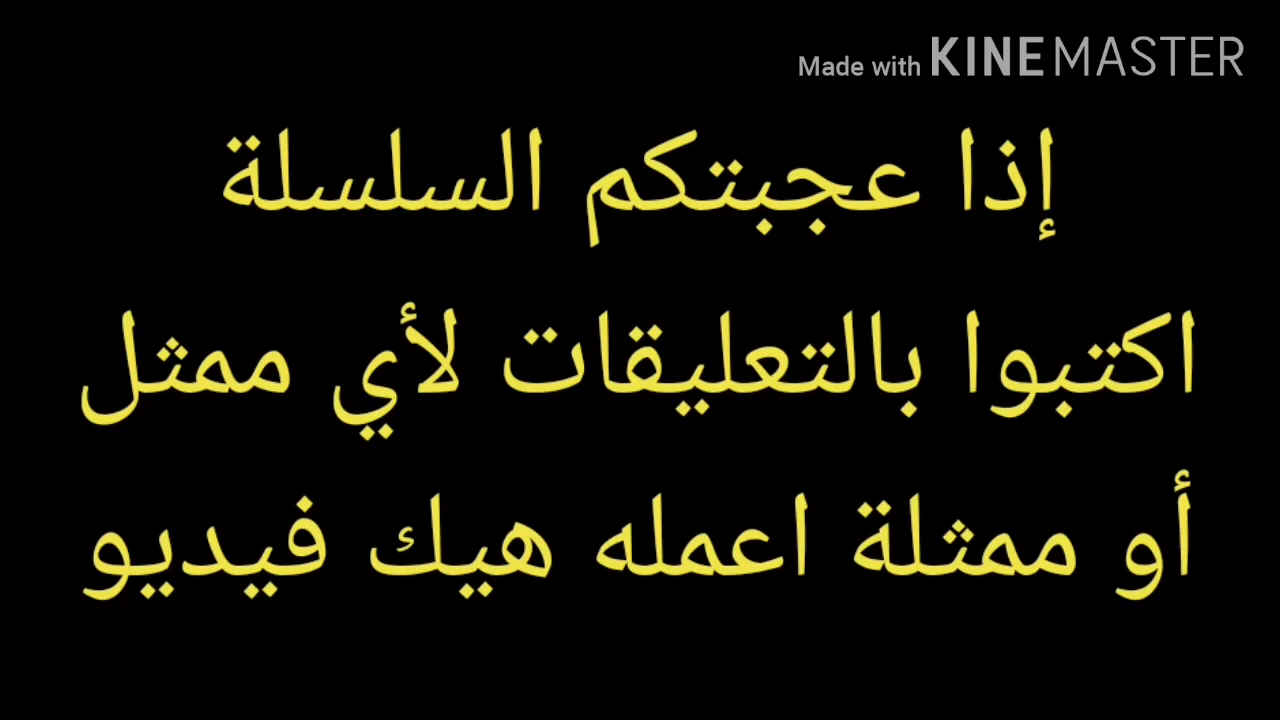 Made with KINEMASTER
إذا عجبتكم السلسلة
اكتبوا بالتعليقات لأي ممثل
أو ممثلة اعمله هيك فيديو